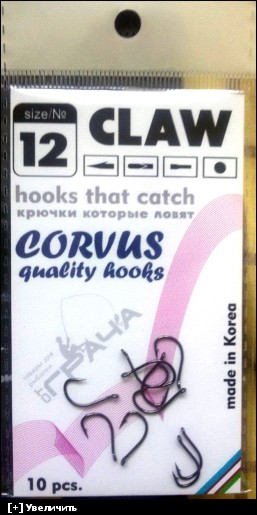 size/№
12
CLAW
hooks that catch
крючки которые ловят
CORVUS
quality hooks
made in Korea
10 pcs.
[+] Увеличить